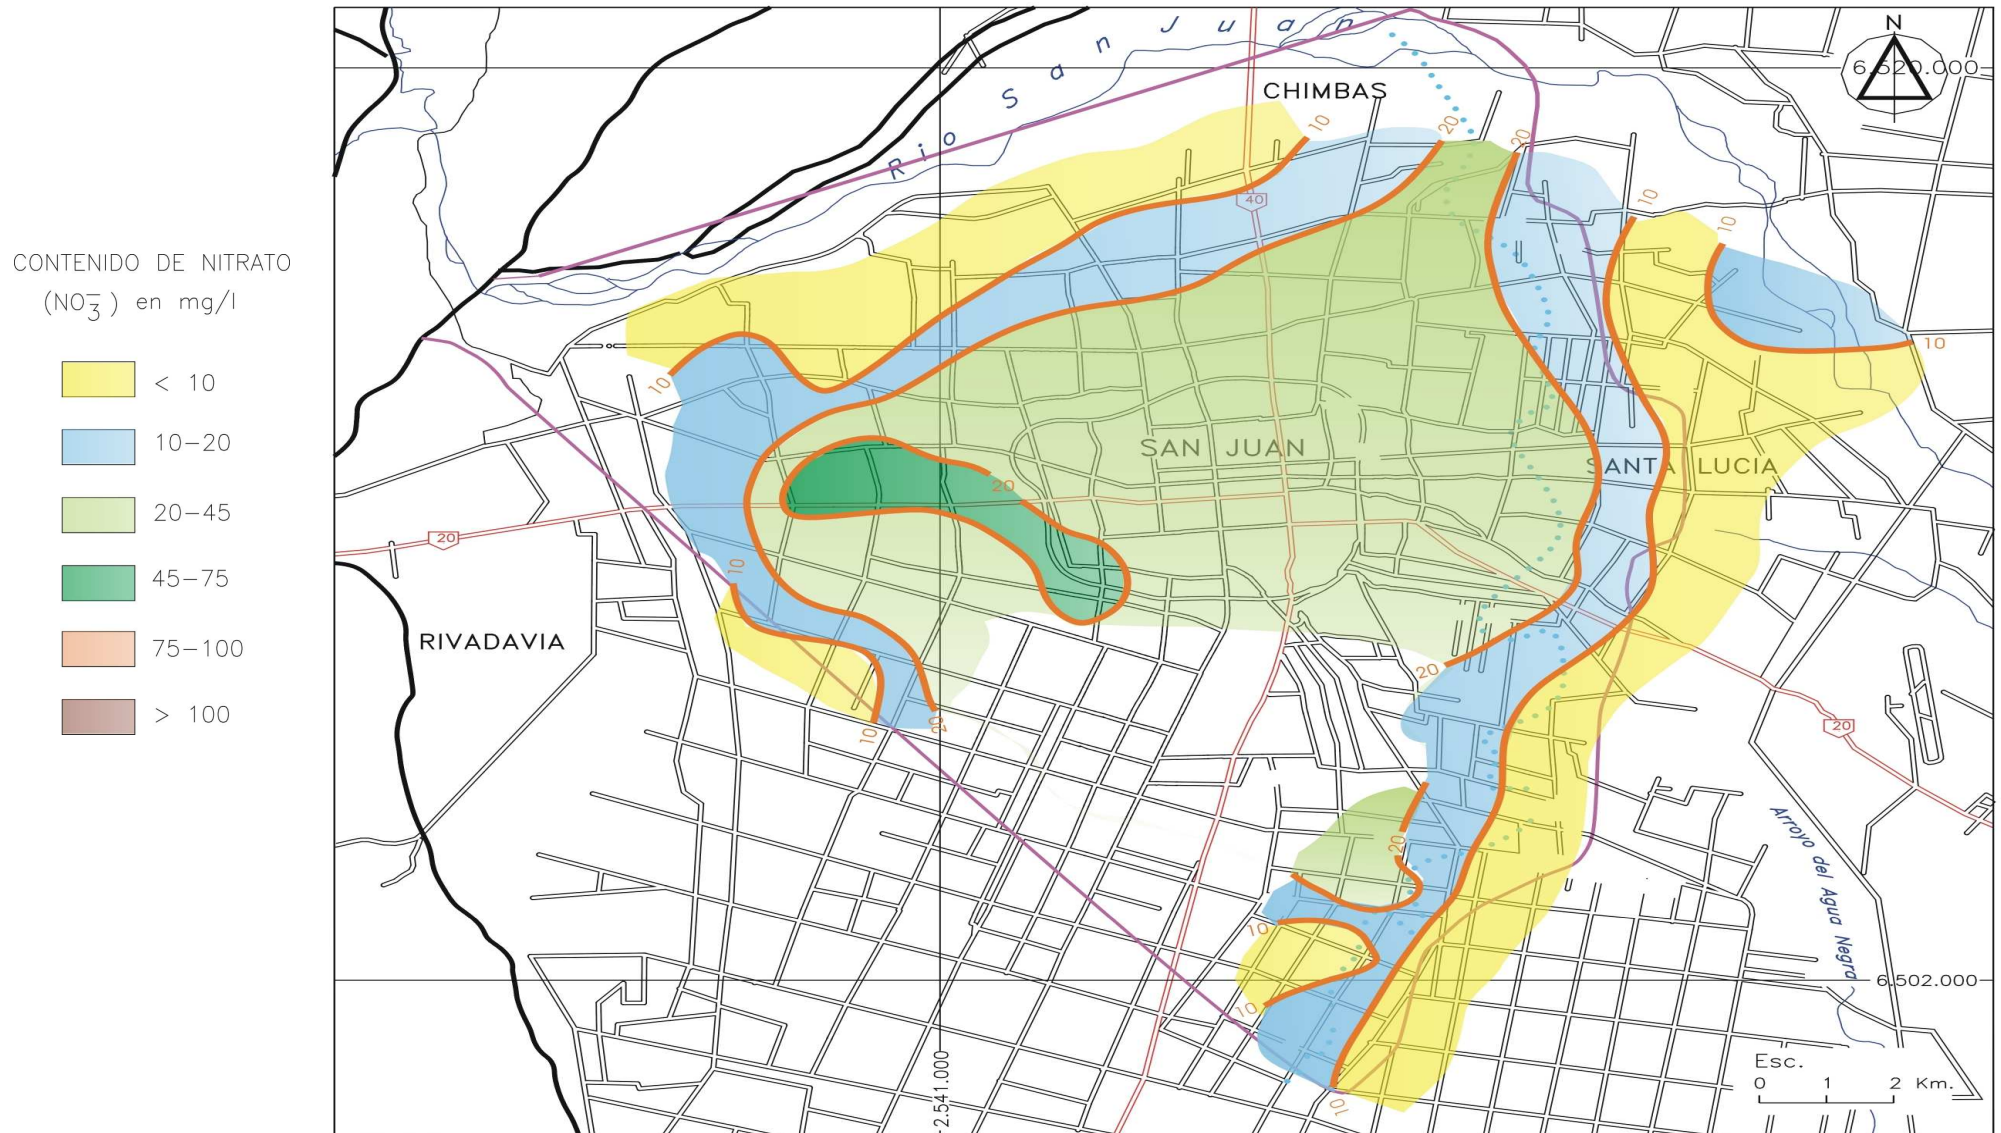 CONTENIDO DE NITRATO
(NO3̅) en mg/l
< 10
10-20
20-45
45-75
75-100
> 100
Rio San Juan
N
6.520.000
CHIMBAS
10
20
20
10
10
40
10
10
SAN JUAN
SANTA LUCIA
20
20
10
RIVADAVIA
20
10
20
20
20
Arroyo del Agua Negra
10
6.502.000
10
10
2.541.000
Esc.
0 1 2 Km.